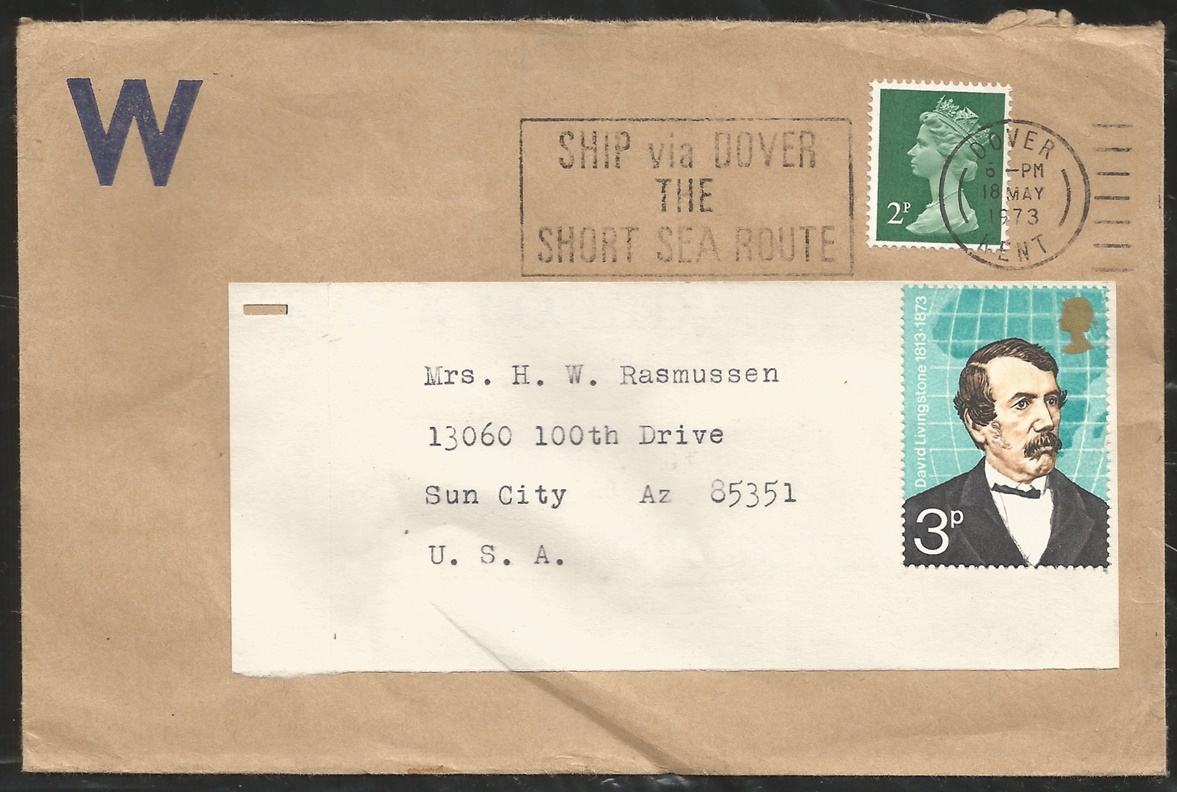 W
SHIP via DOVER
THE
SHORT SEA ROUTE
2P
DOVER
6 -PM
18 MAY
1973
KENT
David Livingstone 1813·1873
3p
Mrs. H. W. Rasmussen
13060 100th Drive
Sun City Az 85351
U. S. A.